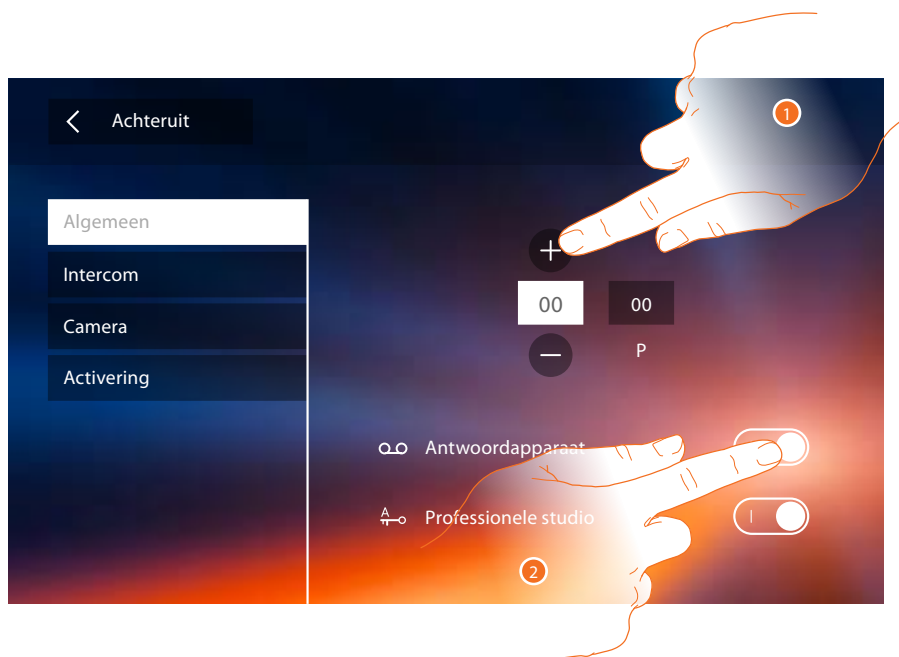 Achteruit
1
Algemeen
Intercom
Camera
Activering
+
00 00
–
P
Antwoordapparaat
A
Professionele studio
2